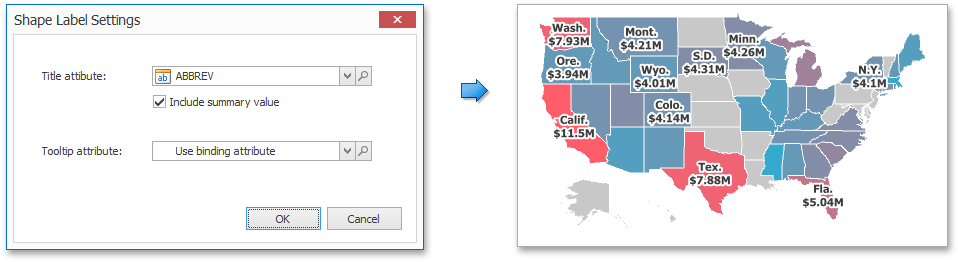 Shape Label Settings
Title attibute:
ab
ABBREV
Include summary value
Tooltip attribute:
Use binding attribute
OK
Cancel
Wash.
$7.93M
Mont.
$4.21M
Minn.
$4.26M
Ore.
$3.94M
S.D.
$4.31M
Wyo.
$4.01M
N.Y.
$4.1M
Colo.
$4.14M
Calif.
$11.5M
Tex.
$7.88M
Fla.
$5.04M